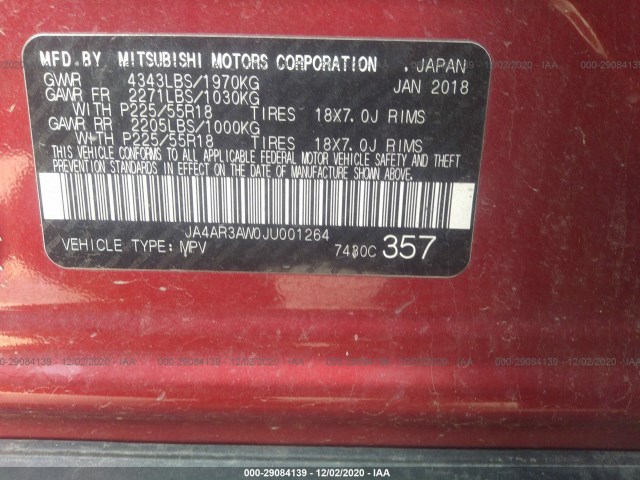 MFD.BY MITSUBISHI MOTORS CORPORATION . JAPAN
GVWR 4343LBS/1970KG JAN 2018
GAWR FR 2271LBS/1030KG
WITH P225/55R18 TIRES 18X7.0J RIMS
GAWR RR 2205LBS/1000KG
WITH P225/55R18 TIRES 18X7.0J RIMS
THIS VEHICLE CONFORMS TO ALL APPLICABLE FEDERAL MOTOR VEHICLE SAFETY AND THEFT
PREVENTION STANDARDS IN EFFECT ON THE DATE OF MANUFACTURE SHOWN ABOVE.
JA4AR3AW0JU001264
VEHICLE TYPE: MPV 357
000-29084139 - 12/02/2020 - IAA